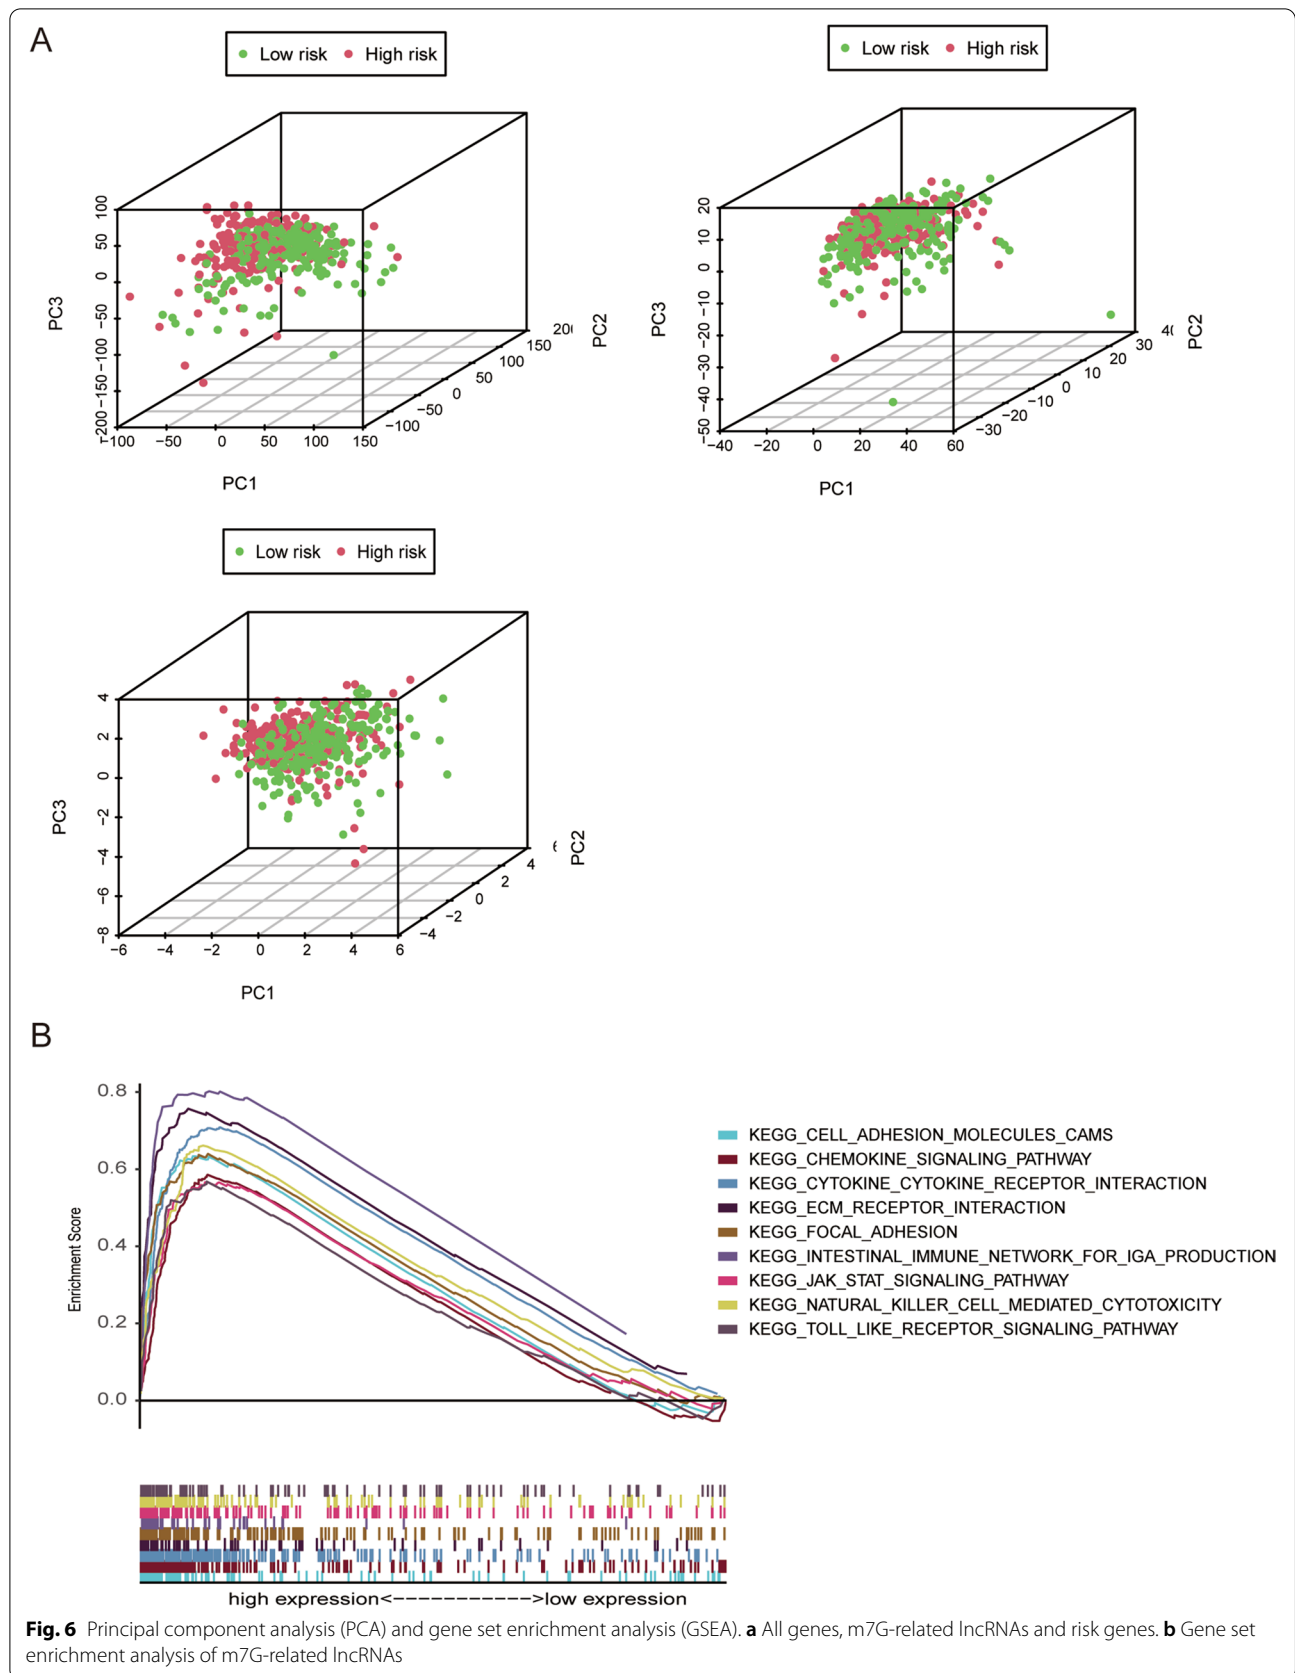 A
Low risk High risk
100
50
0
−50
−100
−150
−200
PC3
−100 −50 0 50 100 150
PC1
−100
−50
0
50
100
150
PC2
Low risk High risk
20
10
0
−10
−20
−30
−40
−50
PC3
−40 −20 0 20 40 60
PC1
−30
−20
−10
0
10
20
30
PC2
Low risk High risk
4
2
0
−2
−4
−6
−8
PC3
−6 −4 −2 0 2 4 6
PC1
−4
−2
0
2
4
PC2
B
0.8
0.6
0.4
0.2
0.0
Enrichment Score
KEGG_CELL_ADHESION_MOLECULES_CAMS
KEGG_CHEMOKINE_SIGNALING_PATHWAY
KEGG_CYTOKINE_CYTOKINE_RECEPTOR_INTERACTION
KEGG_ECM_RECEPTOR_INTERACTION
KEGG_FOCAL_ADHESION
KEGG_INTESTINAL_IMMUNE_NETWORK_FOR_IGA_PRODUCTION
KEGG_JAK_STAT_SIGNALING_PATHWAY
KEGG_NATURAL_KILLER_CELL_MEDIATED_CYTOTOXICITY
KEGG_TOLL_LIKE_RECEPTOR_SIGNALING_PATHWAY
high expression<----------->low expression
Fig. 6 Principal component analysis (PCA) and gene set enrichment analysis (GSEA). a All genes, m7G-related lncRNAs and risk genes. b Gene set
enrichment analysis of m7G-related lncRNAs